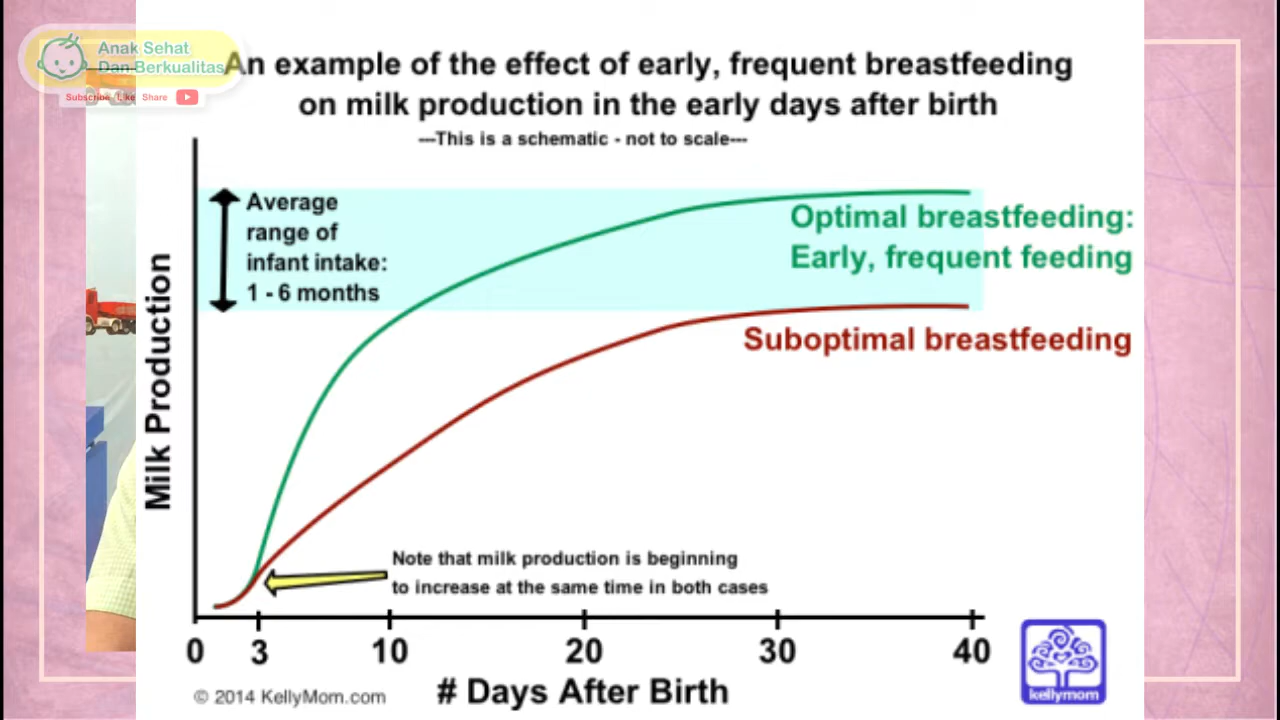 Anak Sehat
Dan Berkualitas
Subscribe Like Share
An example of the effect of early, frequent breastfeeding
on milk production in the early days after birth
---This is a schematic - not to scale---
Average
range of
infant intake:
1 - 6 months
Optimal breastfeeding:
Early, frequent feeding
Suboptimal breastfeeding
Milk Production
Note that milk production is beginning
to increase at the same time in both cases
0 3 10 20 30 40
# Days After Birth
© 2014 KellyMom.com
kellymom